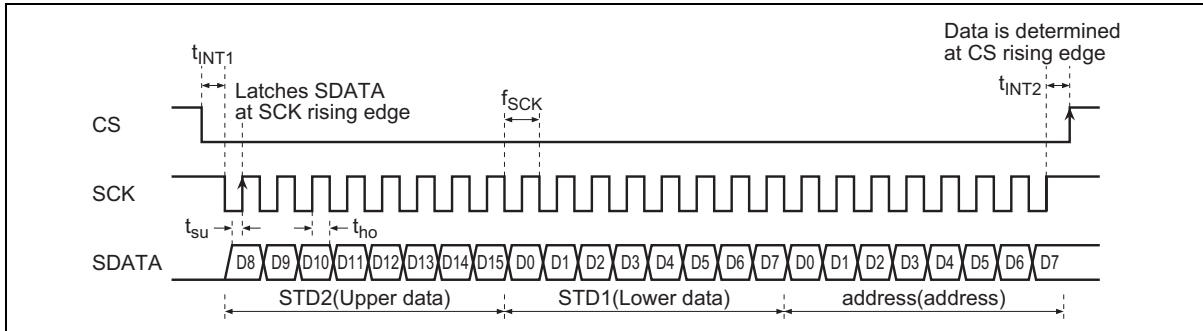 Data is determined
at CS rising edge
tINT1
tINT2
Latches SDATA
at SCK rising edge
fSCK
CS
SCK
tsu
tho
SDATA
D8 D9 D10 D11 D12 D13 D14 D15 D0 D1 D2 D3 D4 D5 D6 D7 D0 D1 D2 D3 D4 D5 D6 D7
STD2(Upper data) STD1(Lower data) address(address)